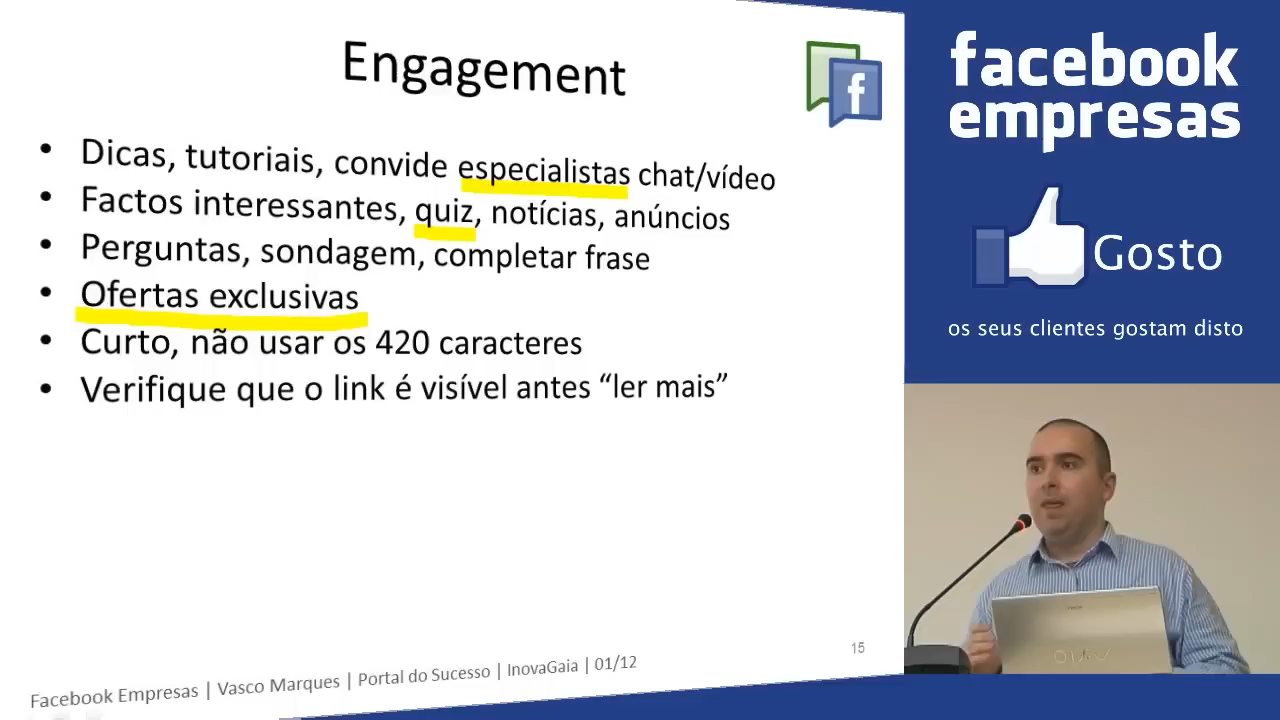 Engagement
f
• Dicas, tutoriais, convide especialistas chat/vídeo
• Factos interessantes, quiz, notícias, anúncios
• Perguntas, sondagem, completar frase
• Ofertas exclusivas
• Curto, não usar os 420 caracteres
• Verifique que o link é visível antes “ler mais”
15
Facebook Empresas | Vasco Marques | Portal do Sucesso | InovaGaia | 01/12
facebook
empresas
Gosto
os seus clientes gostam disto
VAIO